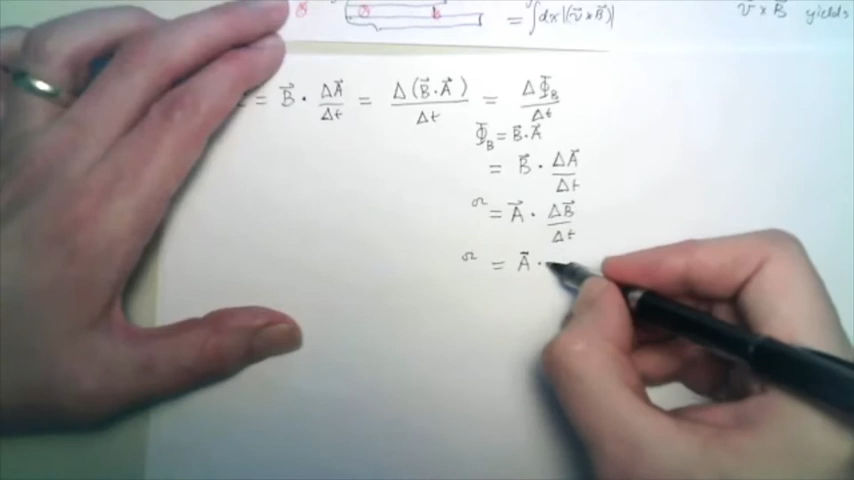 = ∫dx|(v⃗×B⃗)| v⃗ × B⃗ yields
= B⃗ · ΔA⃗/Δt = Δ(B⃗·A⃗)/Δt = ΔΦ_B/Δt
Φ_B = B⃗·A⃗
= B⃗ · ΔA⃗/Δt
or = A⃗ · ΔB⃗/Δt
or = A⃗ ·